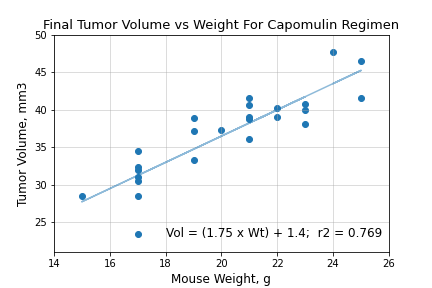 Final Tumor Volume vs Weight For Capomulin Regimen
50
45
40
35
30
25
Tumor Volume, mm3
Vol = (1.75 x Wt) + 1.4;  r2 = 0.769
14 16 18 20 22 24 26
Mouse Weight, g